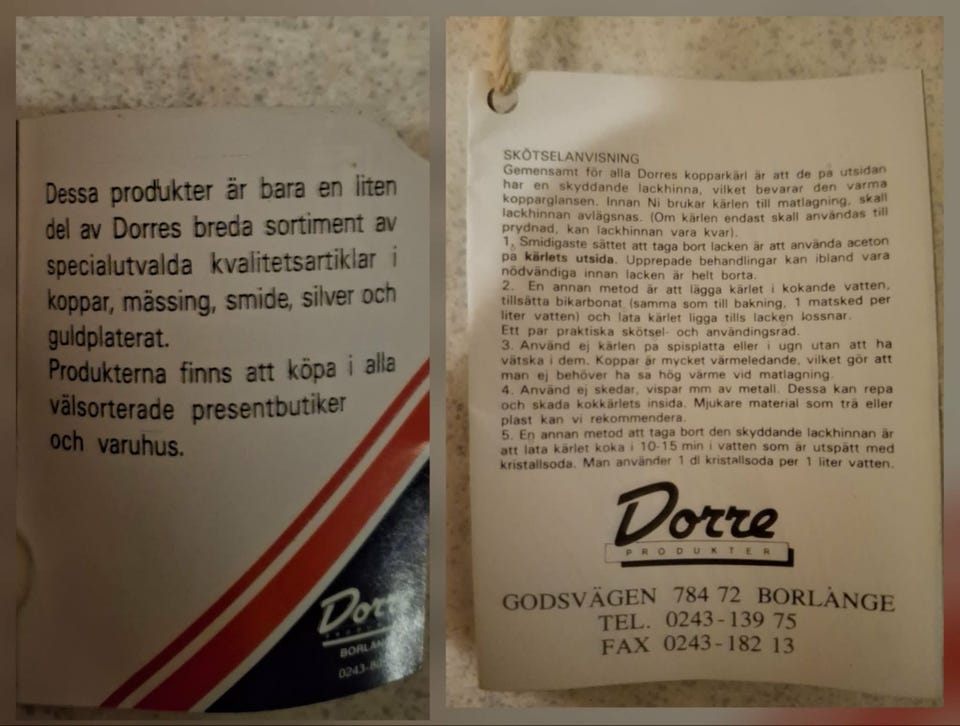 Dessa produkter är bara en liten
del av Dorres breda sortiment av
specialutvalda kvalitetsartiklar i
koppar, mässing, smide, silver och
guldplaterat.
Produkterna finns att köpa i alla
välsorterade presentbutiker
och varuhus.
SKÖTSELANVISNING
Gemensamt för alla Dorres kopparkärl är att de på utsidan
har en skyddande lackhinna, vilket bevarar den varma
kopparglansen. Innan Ni brukar kärlen till matlagning, skall
lackhinnan avlägsnas. (Om kärlen endast skall användas till
prydnad, kan lackhinnan vara kvar).
1. Smidigaste sättet att taga bort lacken är att använda aceton
på kärlets utsida. Upprepade behandlingar kan ibland vara
nödvändiga innan lacken är helt borta.
2. En annan metod är att lägga kärlet i kokande vatten,
tillsätta bikarbonat (samma som till bakning, 1 matsked per
liter vatten) och lata kärlet ligga tills lacken lossnar.
Ett par praktiska skötsel- och användingsråd.
3. Använd ej kärlen pa spisplatta eller i ugn utan att ha
vätska i dem. Koppar är mycket värmeledande, vilket gör att
man ej behöver ha sa hög värme vid matlagning.
4. Använd ej skedar, vispar mm av metall. Dessa kan repa
och skada kokkärlets insida. Mjukare material som trä eller
plast kan vi rekommendera.
5. En annan metod att taga bort den skyddande lackhinnan är
att lata kärlet koka i 10-15 min i vatten som är utspätt med
kristallsoda. Man använder 1 dl kristallsoda per 1 liter vatten.
Dorre
PRODUKTER
GODSVÄGEN 784 72 BORLÄNGE
TEL. 0243-139 75
FAX 0243-182 13